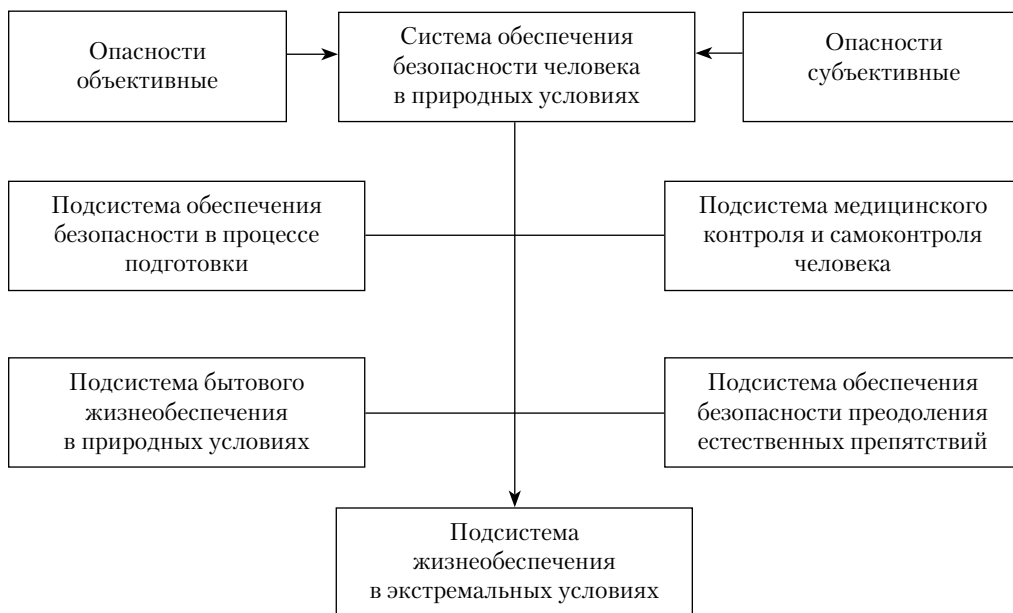 Опасности
объективные
Система обеспечения
безопасности человека
в природных условиях
Опасности
субъективные
Подсистема обеспечения
безопасности в процессе
подготовки
Подсистема медицинского
контроля и самоконтроля
человека
Подсистема бытового
жизнеобеспечения
в природных условиях
Подсистема обеспечения
безопасности преодоления
естественных препятствий
Подсистема
жизнеобеспечения
в экстремальных условиях